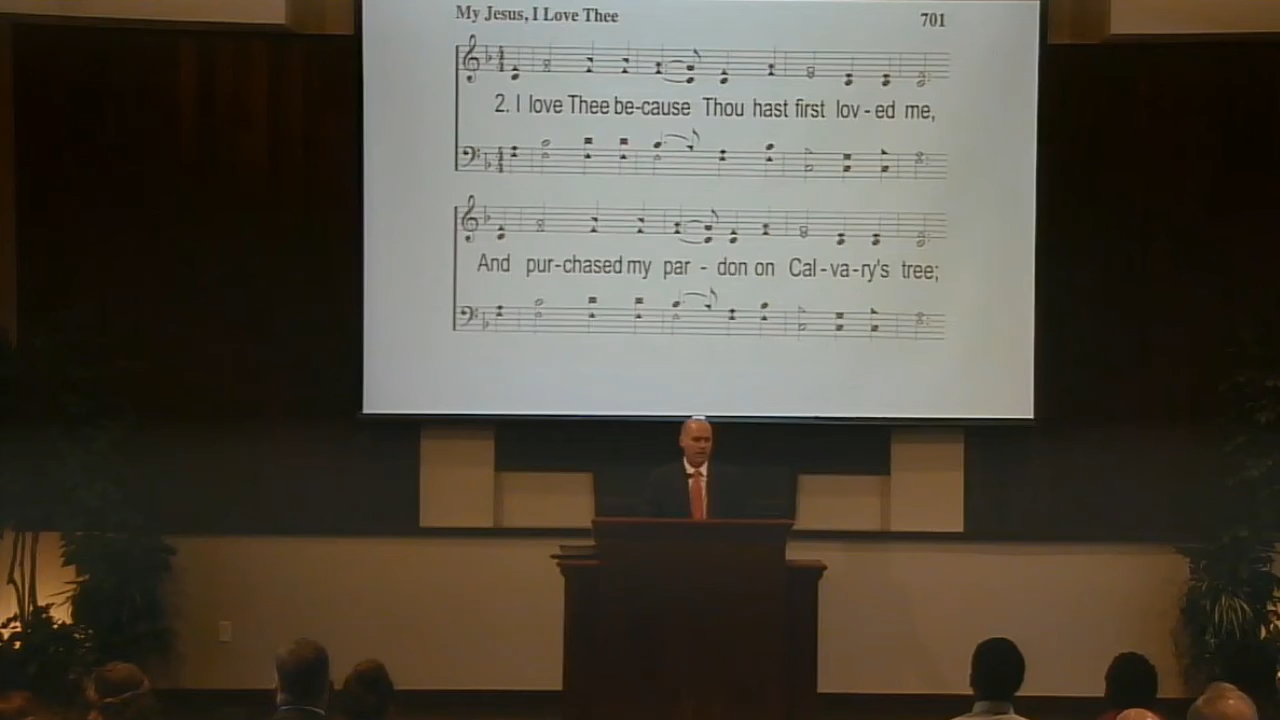 My Jesus, I Love Thee 701
2. I love Thee be-cause Thou hast first lov - ed me,
And pur-chased my par - don on Cal-va-ry's tree;